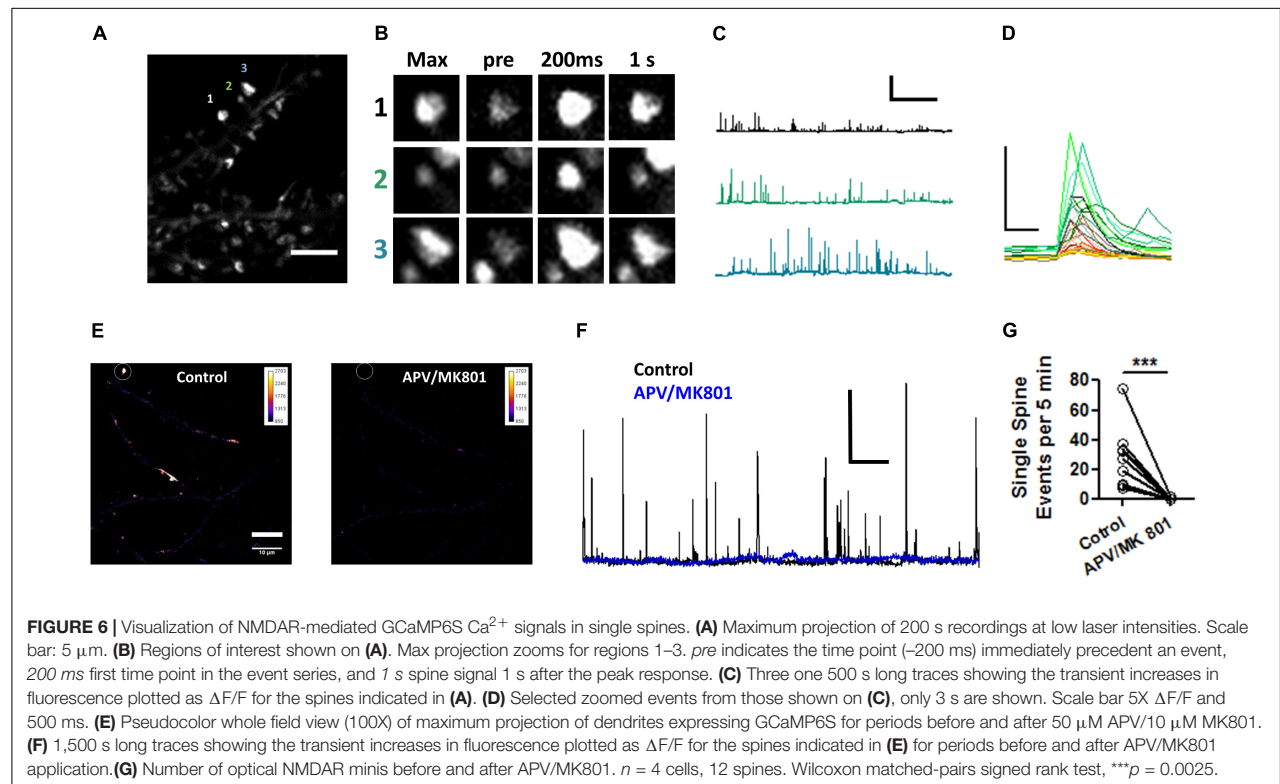 A
B
C
D
3
2
1
Max pre 200ms 1 s
1
2
3
E
F
G
Control
2703
2240
1776
1313
850
10 µm
APV/MK801
2703
2240
1776
1313
850
Control
APV/MK801
***
Single Spine
Events per 5 min
80
60
40
20
0
Cotrol
APV/MK 801
FIGURE 6 | Visualization of NMDAR-mediated GCaMP6S Ca²⁺ signals in single spines. (A) Maximum projection of 200 s recordings at low laser intensities. Scale
bar: 5 μm. (B) Regions of interest shown on (A). Max projection zooms for regions 1–3. pre indicates the time point (–200 ms) immediately precedent an event,
200 ms first time point in the event series, and 1 s spine signal 1 s after the peak response. (C) Three one 500 s long traces showing the transient increases in
fluorescence plotted as ΔF/F for the spines indicated in (A). (D) Selected zoomed events from those shown on (C), only 3 s are shown. Scale bar 5X ΔF/F and
500 ms. (E) Pseudocolor whole field view (100X) of maximum projection of dendrites expressing GCaMP6S for periods before and after 50 μM APV/10 μM MK801.
(F) 1,500 s long traces showing the transient increases in fluorescence plotted as ΔF/F for the spines indicated in (E) for periods before and after APV/MK801
application.(G) Number of optical NMDAR minis before and after APV/MK801. n = 4 cells, 12 spines. Wilcoxon matched-pairs signed rank test, ***p = 0.0025.